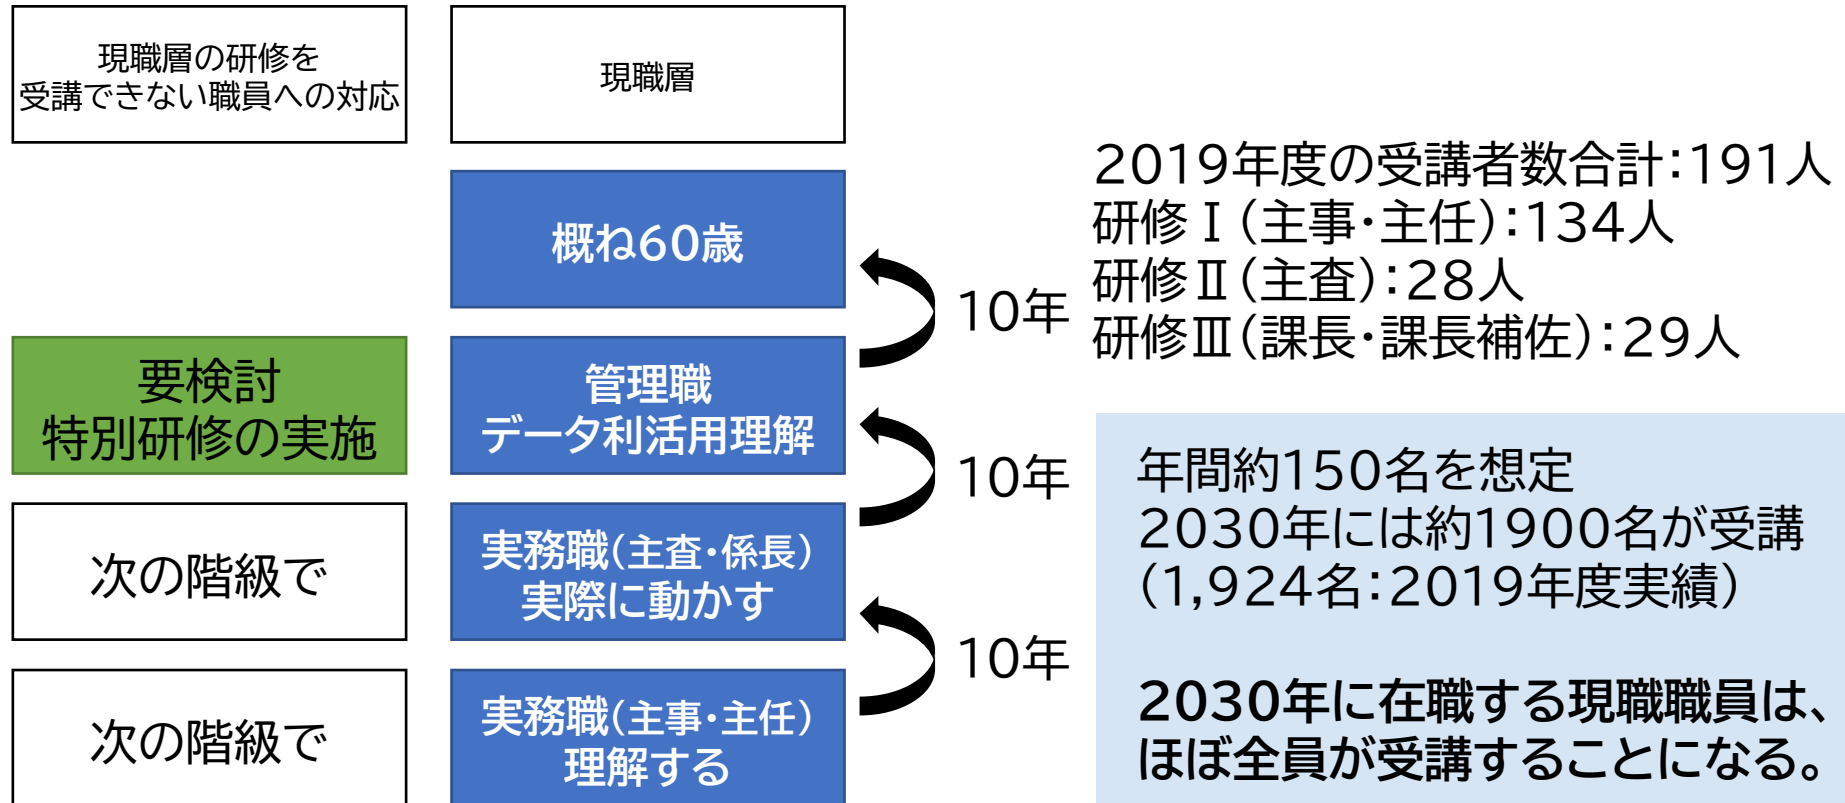 現職層の研修を
受講できない職員への対応
現職層
概ね60歳
要検討
特別研修の実施
管理職
データ利活用理解
次の階級で
実務職(主査・係長)
実際に動かす
次の階級で
実務職(主事・主任)
理解する
10年
10年
10年
2019年度の受講者数合計:191人
研修Ⅰ(主事・主任):134人
研修Ⅱ(主査):28人
研修Ⅲ(課長・課長補佐):29人
年間約150名を想定
2030年には約1900名が受講
(1,924名:2019年度実績)
2030年に在職する現職職員は、
ほぼ全員が受講することになる。